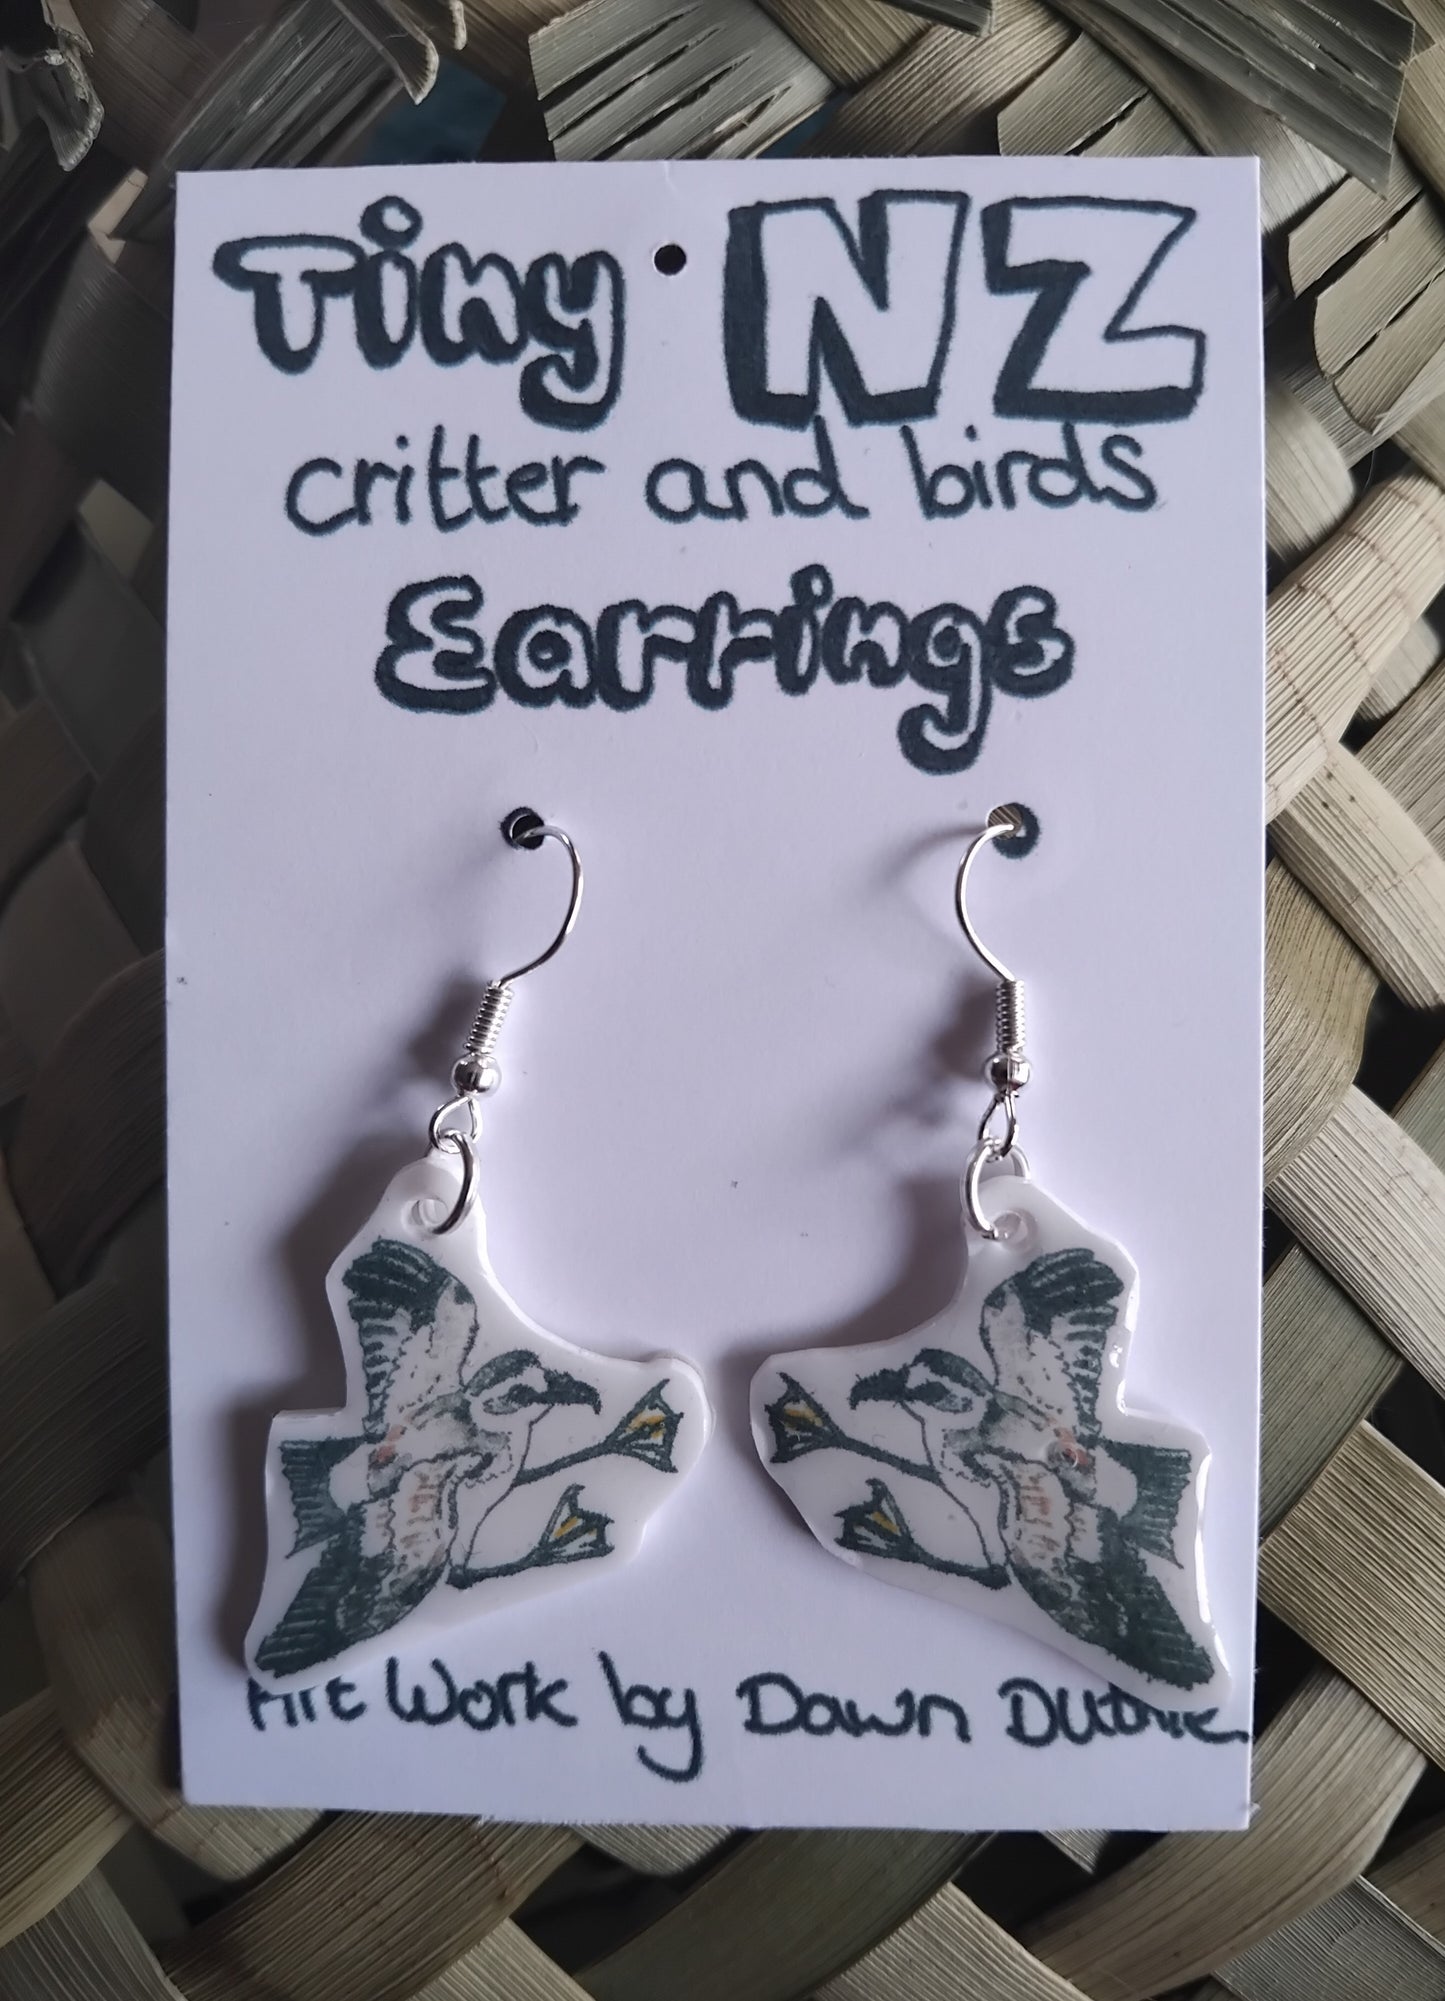 Tiny NZ
critter and birds
Earrings
Art Work by Dawn